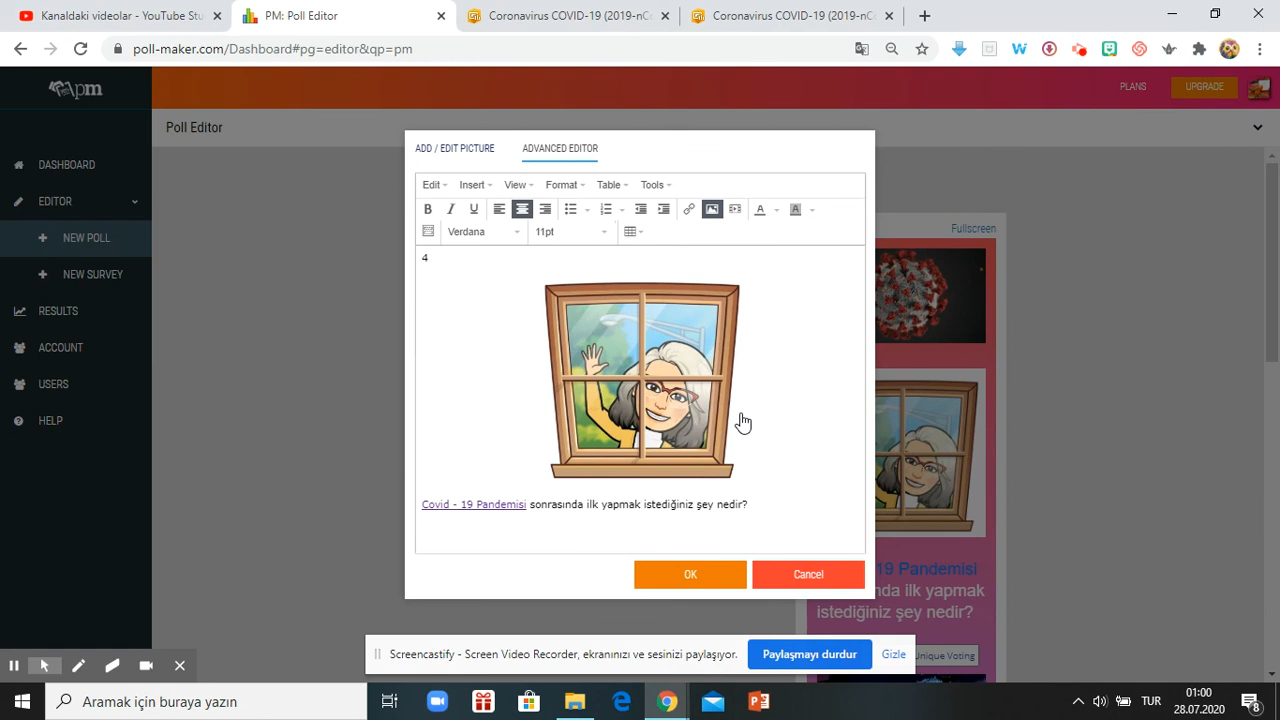 Kanaldaki videolar - YouTube Stu
PM: Poll Editor
Coronavirus COVID-19 (2019-nC
Coronavirus COVID-19 (2019-nC
poll-maker.com/Dashboard#pg=editor&qp=pm
pm
PLANS
UPGRADE
Poll Editor
DASHBOARD
EDITOR
NEW POLL
NEW SURVEY
RESULTS
ACCOUNT
USERS
HELP
ADD / EDIT PICTURE
ADVANCED EDITOR
Edit
Insert
View
Format
Table
Tools
B I U
A
A
Verdana
11pt
4
Covid - 19 Pandemisi sonrasında ilk yapmak istediğiniz şey nedir?
OK
Cancel
Fullscreen
19 Pandemisi
nda ilk yapmak
istediğiniz şey nedir?
Unique Voting
Screencastify - Screen Video Recorder, ekranınızı ve sesinizi paylaşıyor.
Paylaşmayı durdur
Gizle
Aramak için buraya yazın
TUR
01:00
28.07.2020
8